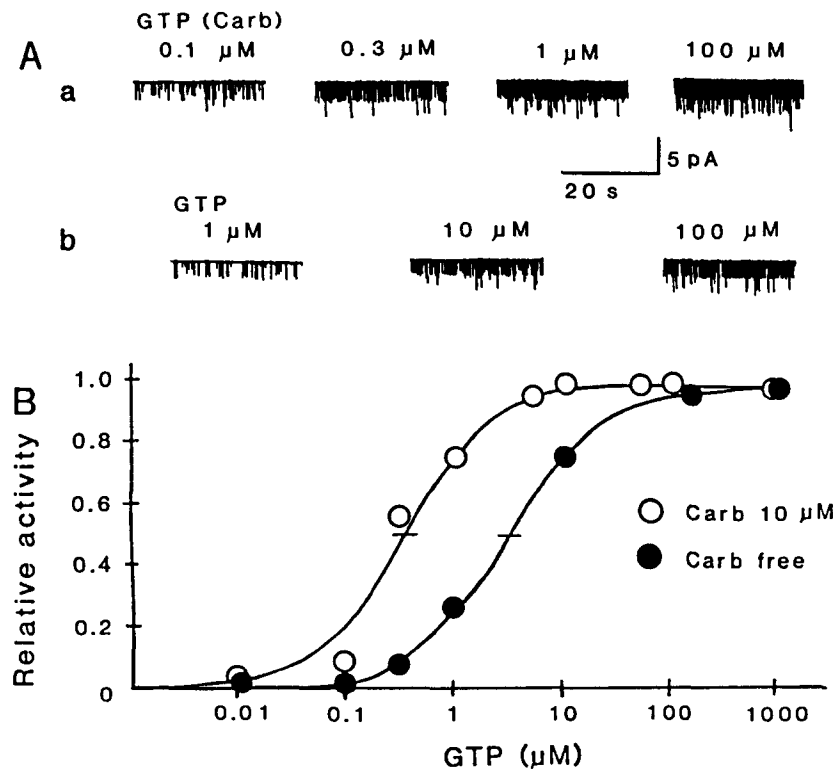 GTP (Carb)
A
0.1 µM 0.3 µM 1 µM 100 µM
a
5 pA
20 s
GTP
b
1 µM 10 µM 100 µM
B
Relative activity
1.0
0.8
0.6
0.4
0.2
0
Carb 10 µM
Carb free
0.01 0.1 1 10 100 1000
GTP (µM)